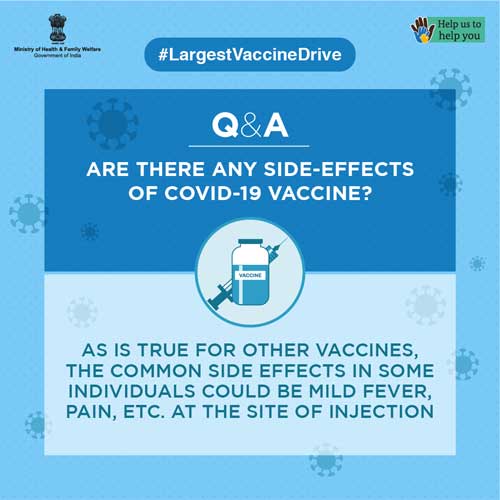 Ministry of Health & Family Welfare
Government of India
Help us to
help you
#LargestVaccineDrive
Q&A
ARE THERE ANY SIDE-EFFECTS
OF COVID-19 VACCINE?
VACCINE
AS IS TRUE FOR OTHER VACCINES,
THE COMMON SIDE EFFECTS IN SOME
INDIVIDUALS COULD BE MILD FEVER,
PAIN, ETC. AT THE SITE OF INJECTION